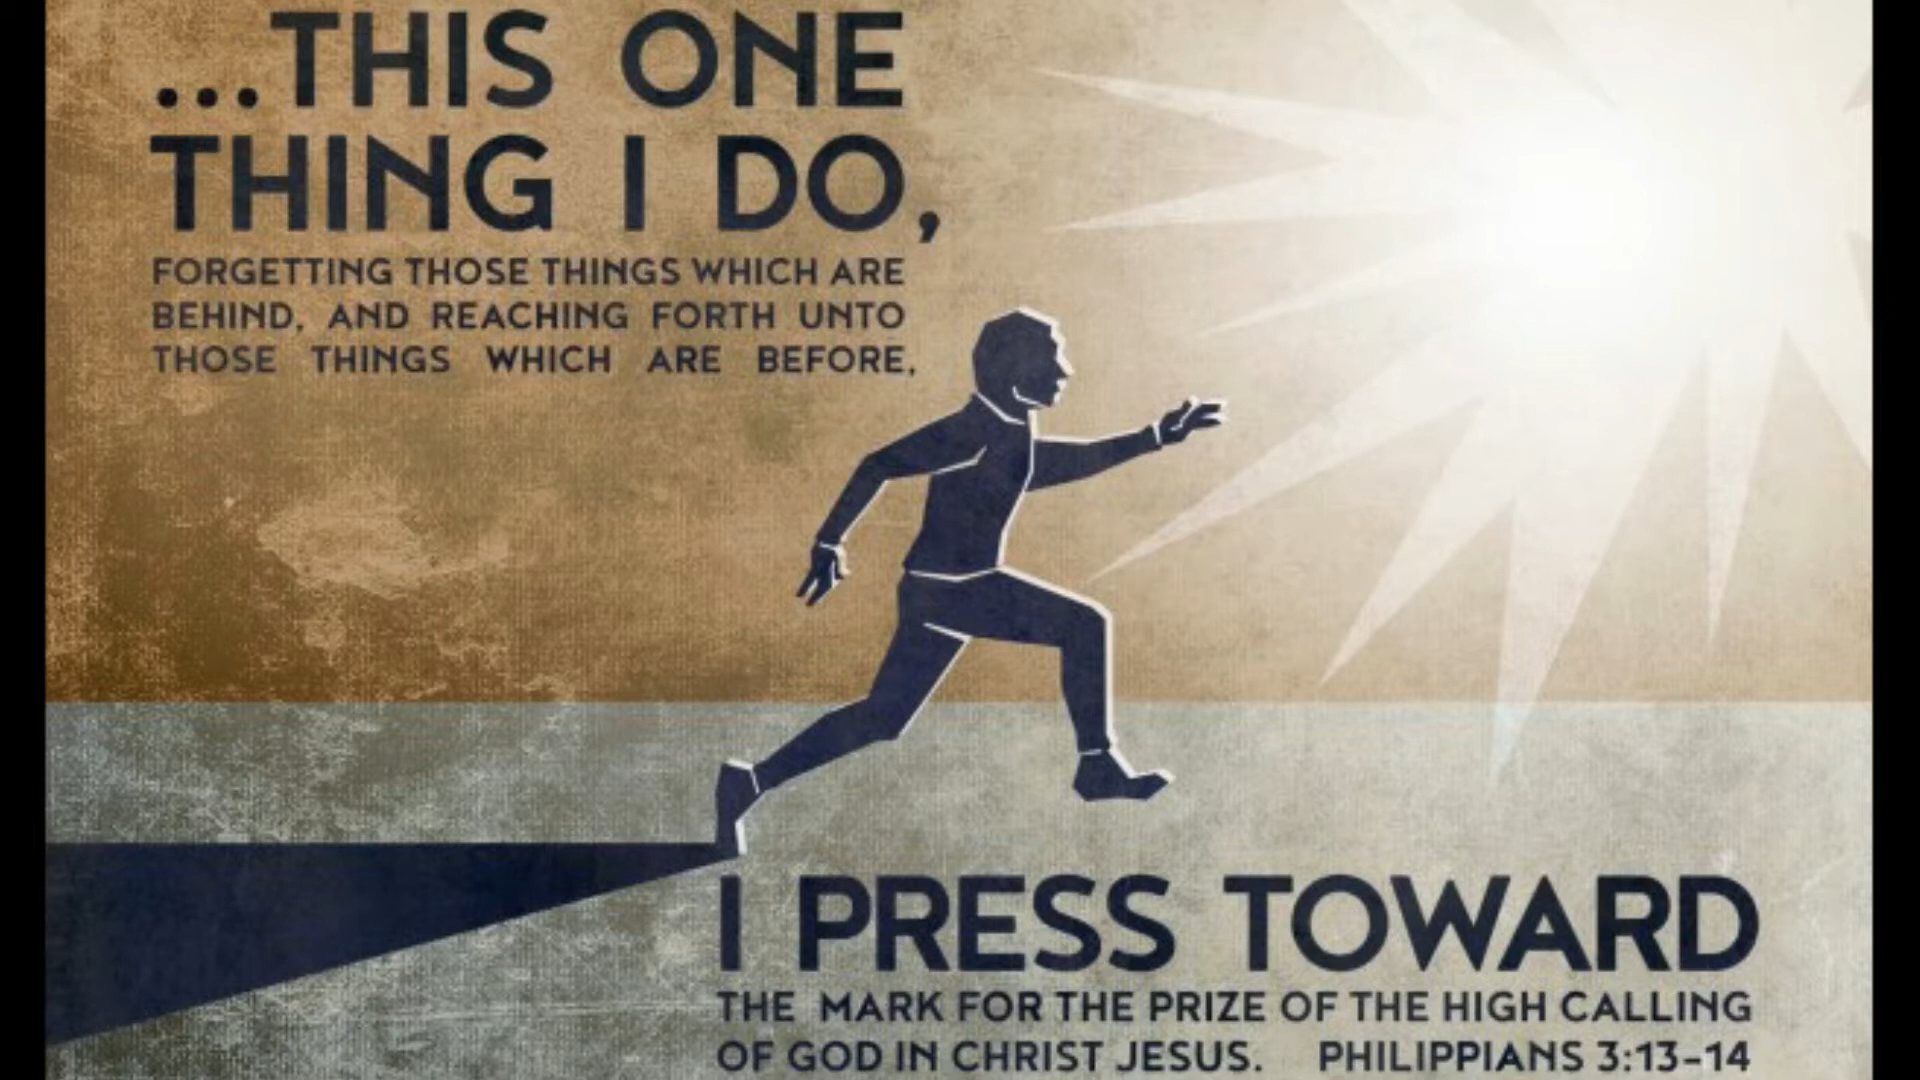 ...THIS ONE
THING I DO,
FORGETTING THOSE THINGS WHICH ARE
BEHIND, AND REACHING FORTH UNTO
THOSE THINGS WHICH ARE BEFORE,
I PRESS TOWARD
THE MARK FOR THE PRIZE OF THE HIGH CALLING
OF GOD IN CHRIST JESUS. PHILIPPIANS 3:13-14